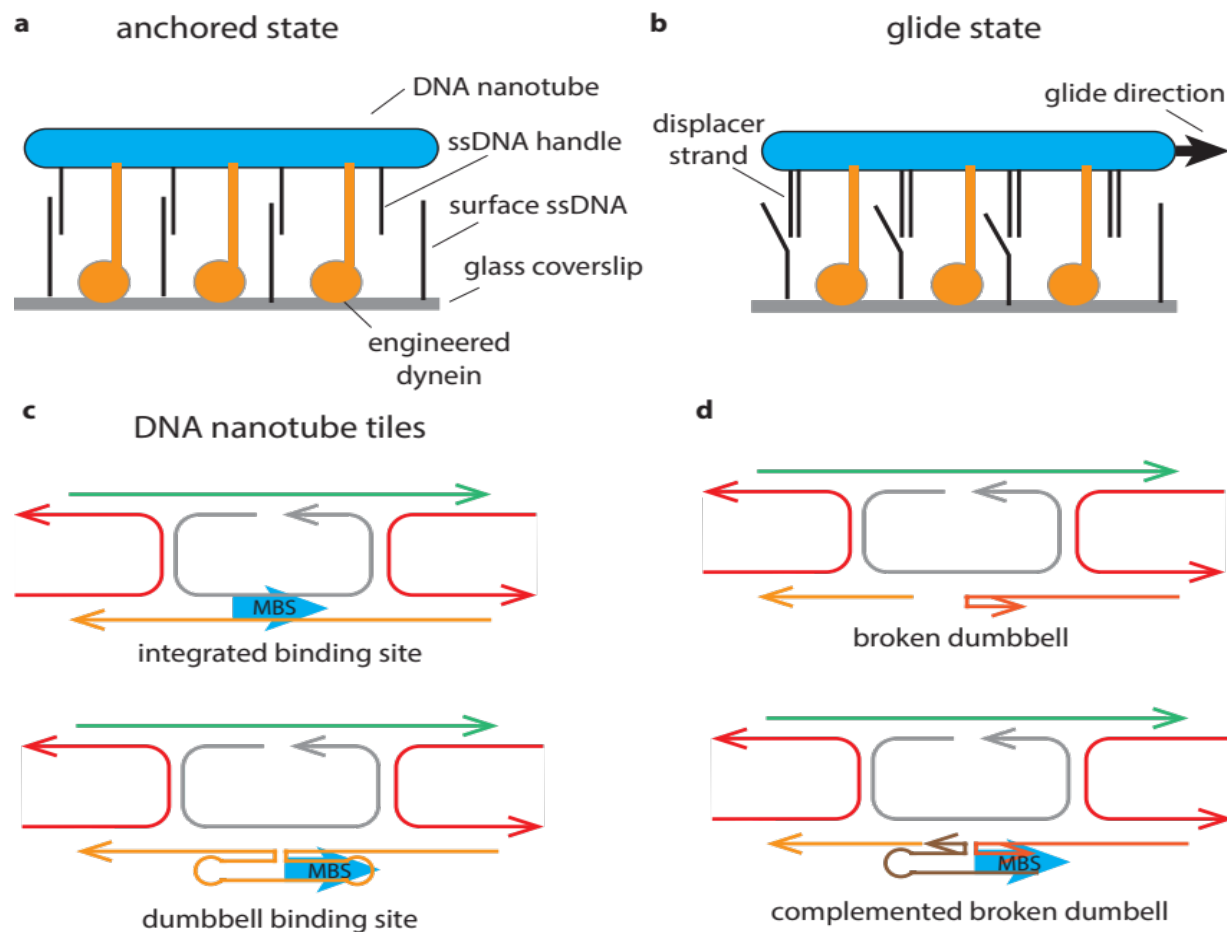 a
anchored state
DNA nanotube
ssDNA handle
surface ssDNA
glass coverslip
engineered
dynein
b
glide state
glide direction
displacer
strand
c
DNA nanotube tiles
MBS
integrated binding site
MBS
dumbbell binding site
d
broken dumbbell
MBS
complemented broken dumbell